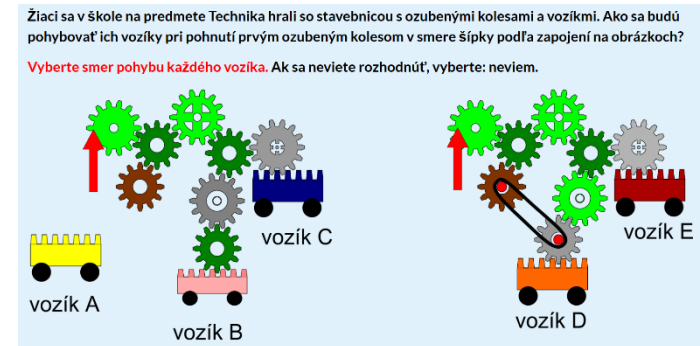 Žiaci sa v škole na predmete Technika hrali so stavebnicou s ozubenými kolesami a vozíkmi. Ako sa budú
pohybovať ich vozíky pri pohnutí prvým ozubeným kolesom v smere šípky podľa zapojení na obrázkoch?
Vyberte smer pohybu každého vozíka. Ak sa neviete rozhodnúť, vyberte: neviem.
vozík A
vozík B
vozík C
vozík D
vozík E